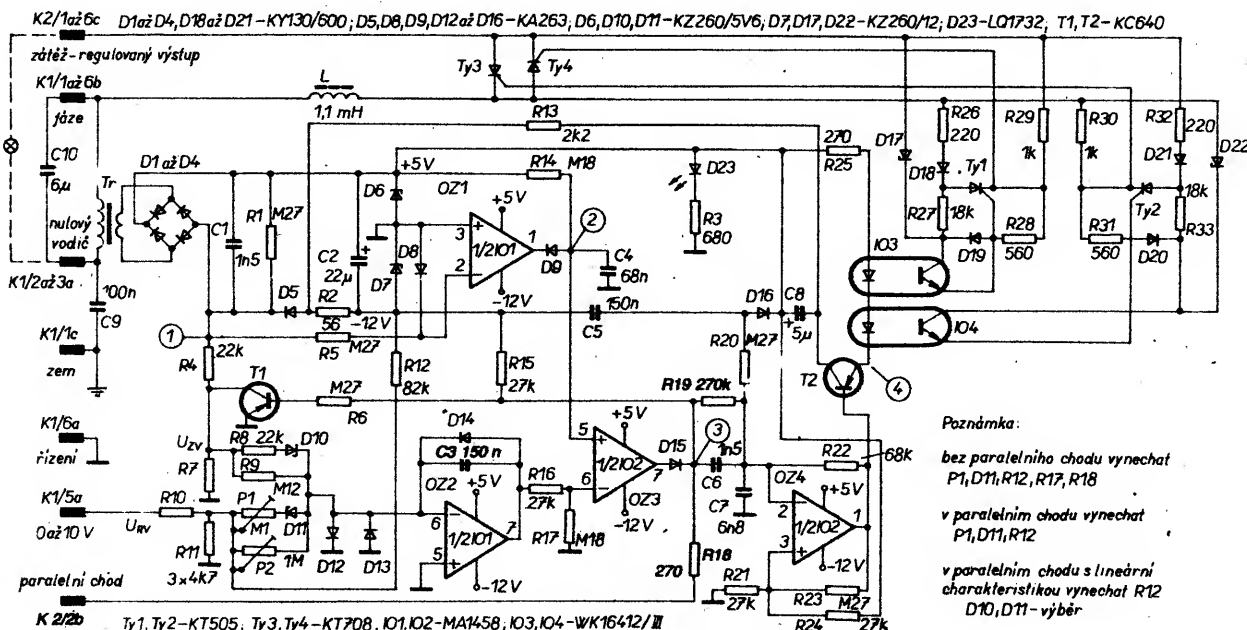 D1až D4, D18až D21-KY130/600; D5,D8,D9,D12až D16-KA263; D6,D10,D11-KZ260/5V6; D7,D17,D22-KZ260/12; D23-LQ1732; T1,T2-KC640
K2/1až6c
zátěž-regulovaný výstup
K1/1až6b
fáze
C10
6µ
Tr
nulový
vodič
K1/2až3a
100n
C9
K1/1c
zem
K1/6a
řízení
K1/5a
0až10 V
paralelní chod
K2/2b
D1 až D4
C1
1n5
R1
M27
L
1,1 mH
R13
2k2
+5V
R14
M18
D6
OZ1
C2
22µ
D7
D8
D5
R2
56
-12V
R5
M27
1
R4
22k
3
2
1/2IO1
1
+5V
-12V
D9
2
C4
68n
C5
150n
D23
R3
680
Ty3
Ty4
270
R25
D17
R26
220
D18
R27
18k
Ty1
D19
R29
1k
R28
560
R30
1k
R31
560
Ty2
D20
R32
220
D21
18k
R33
D22
IO3
IO4
D16
C8
5µ
+
R20
M27
T2
4
T1
M27
R6
R12
82k
R15
27k
R19 270k
UZV
R8
22k
D10
R7
R9
M12
R10
URV
R11
3x4k7
P1
M1
D11
P2
1M
D12
D13
D14
C3 150n
OZ2
+5V
6
5
1/2IO1
7
-12V
R16
27k
R17
M18
5
6
+5V
1/2IO2
7
OZ3
-12V
D15
3
C6
1n5
C7
6n8
R18
270
OZ4
R22
68k
2
3
+5V
1/2IO2
1
-12V
R21
27k
R23
M27
R24
27k
Poznámka:
bez paralelního chodu vynechat
P1,D11,R12,R17,R18
v paralelním chodu vynechat
P1,D11,R12
v paralelním chodu s lineární
charakteristikou vynechat R12
D10,D11-výběr
Ty1,Ty2-KT505; Ty3,Ty4-KT708, IO1,IO2-MA1458; IO3,IO4-WK16412/III